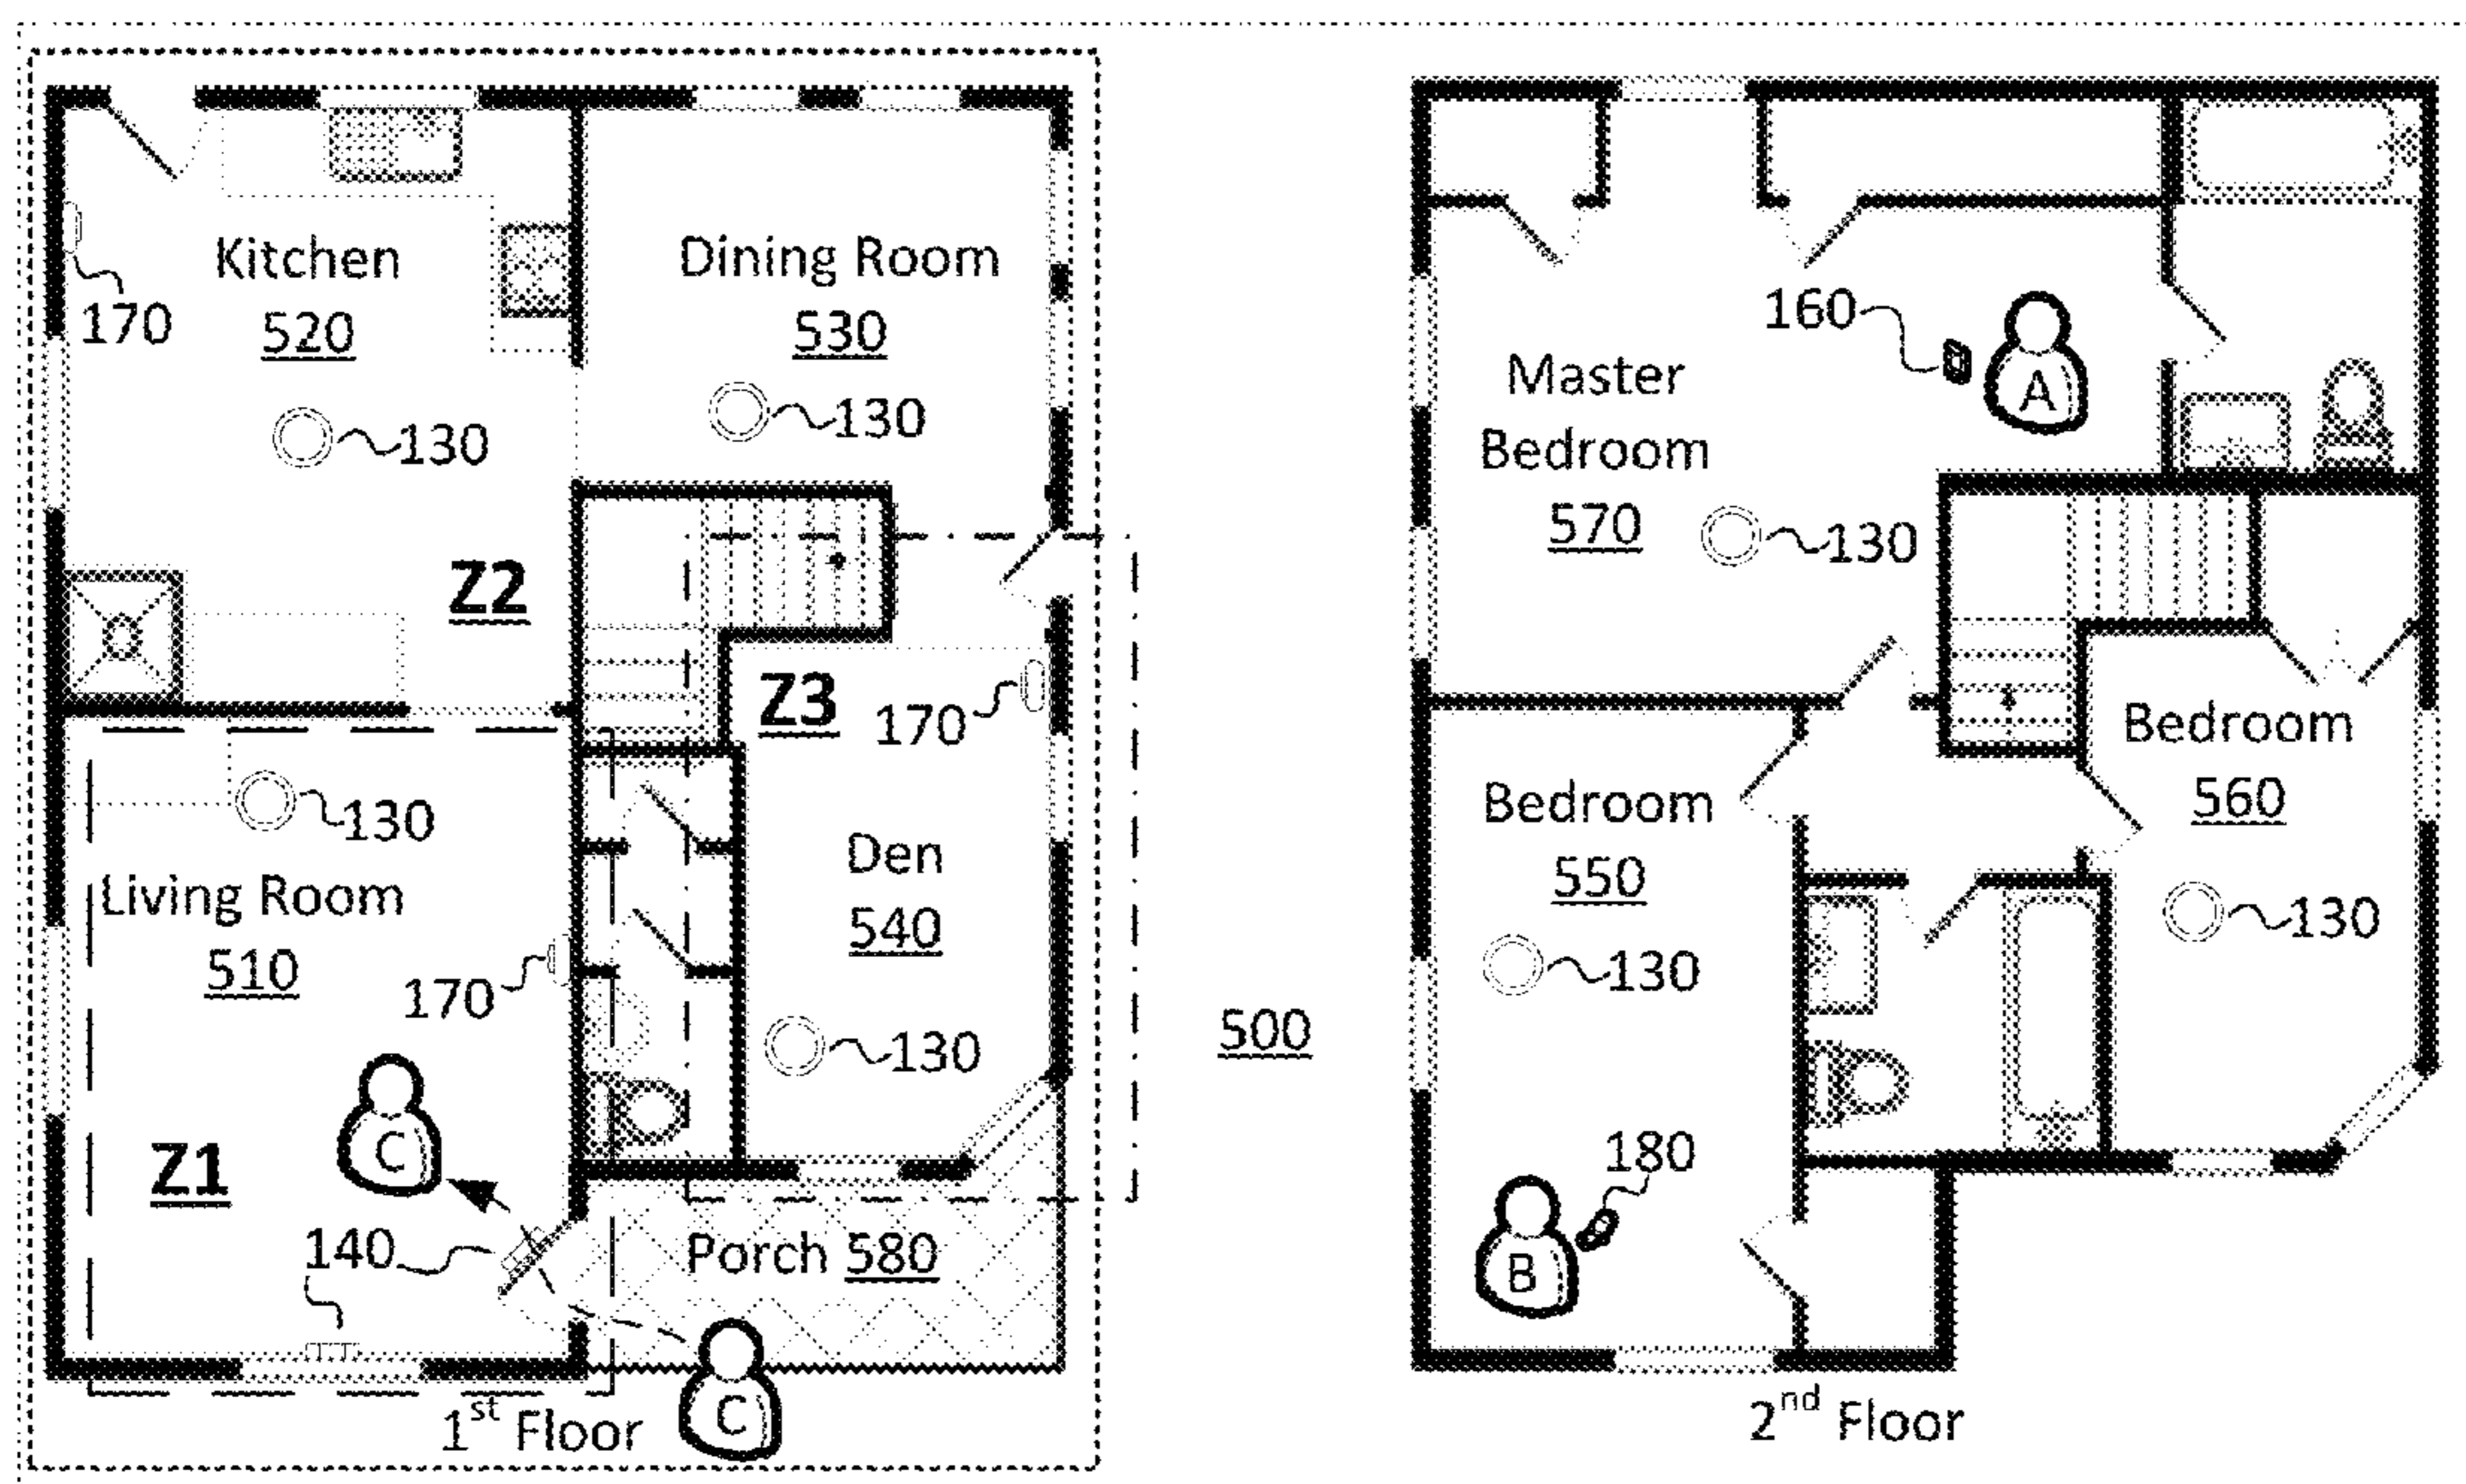 Kitchen
520
170
130
Dining Room
530
130
Z2
Z3
170
130
Living Room
510
170
Den
540
130
Z1
C
140
Porch 580
C
1st Floor
500
160
A
Master
Bedroom
570
130
Bedroom
550
130
Bedroom
560
130
180
B
2nd Floor